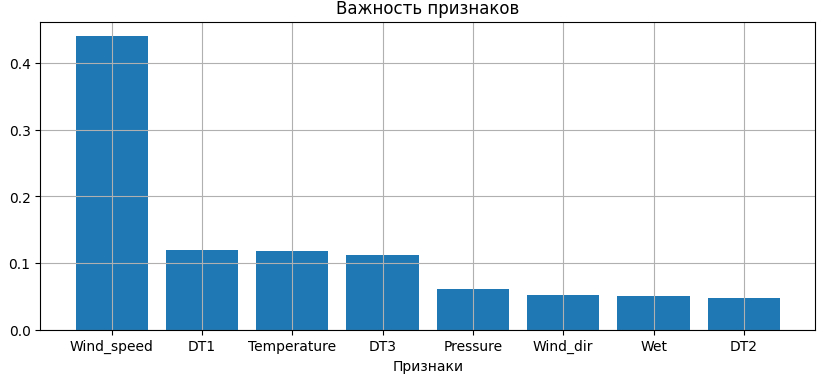 Важность признаков
0.4
0.3
0.2
0.1
0.0
Wind_speed DT1 Temperature DT3 Pressure Wind_dir Wet DT2
Признаки